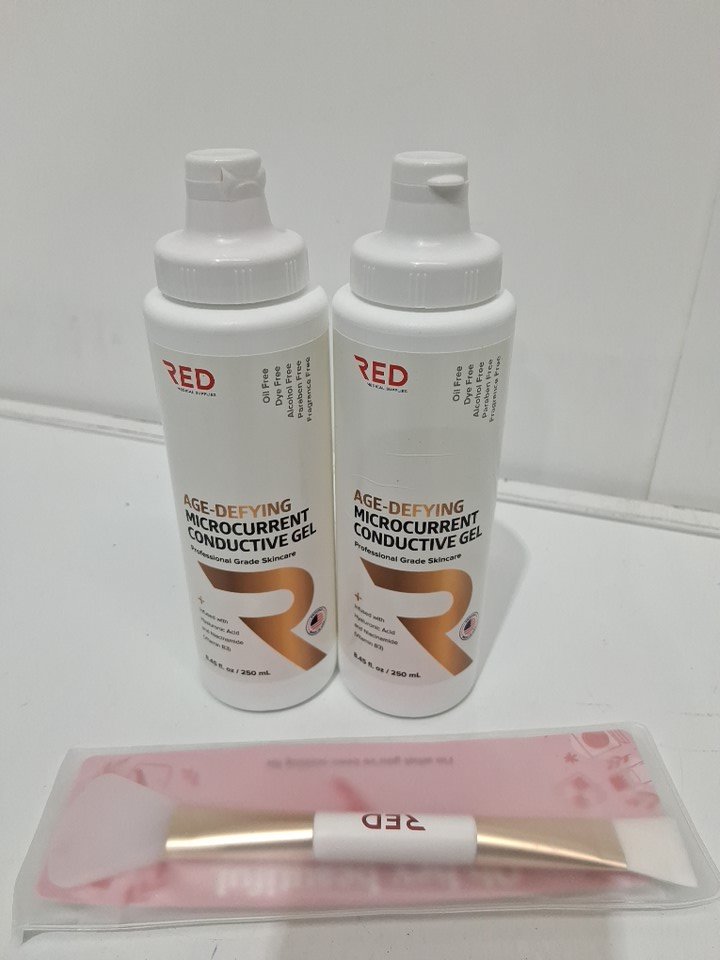 RED
MEDICAL SUPPLIES
Oil Free
Dye Free
Alcohol Free
Paraben Free
Fragrance Free
AGE-DEFYING
MICROCURRENT
CONDUCTIVE GEL
Professional Grade Skincare
+
Infused with
Hyaluronic Acid
and Niacinamide
(Vitamin B3)
8.45 fl. oz / 250 mL
RED
MEDICAL SUPPLIES
Oil Free
Dye Free
Alcohol Free
Paraben Free
Fragrance Free
AGE-DEFYING
MICROCURRENT
CONDUCTIVE GEL
Professional Grade Skincare
+
Infused with
Hyaluronic Acid
and Niacinamide
(Vitamin B3)
8.45 fl. oz / 250 mL
RED